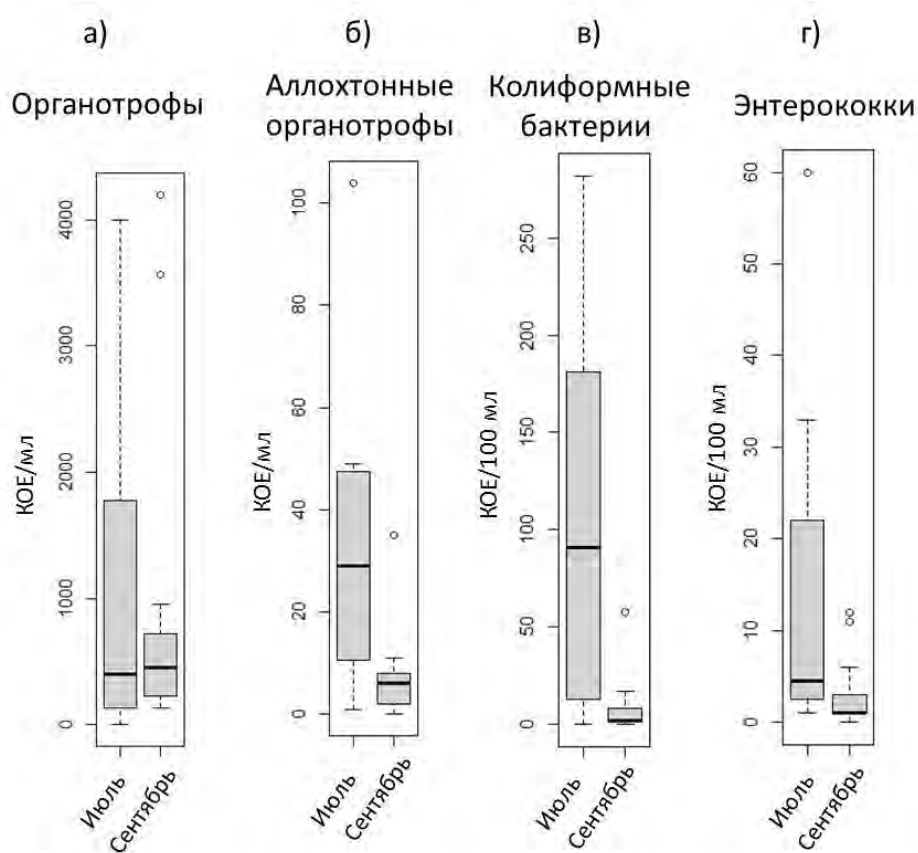 а)
Органотрофы
КОЕ/мл
4000
3000
2000
1000
0
Июль
Сентябрь
б)
Аллохтонные
органотрофы
КОЕ/мл
100
80
60
40
20
0
Июль
Сентябрь
в)
Колиформные
бактерии
КОЕ/100 мл
250
200
150
100
50
0
Июль
Сентябрь
г)
Энтерококки
КОЕ/100 мл
60
50
40
30
20
10
0
Июль
Сентябрь